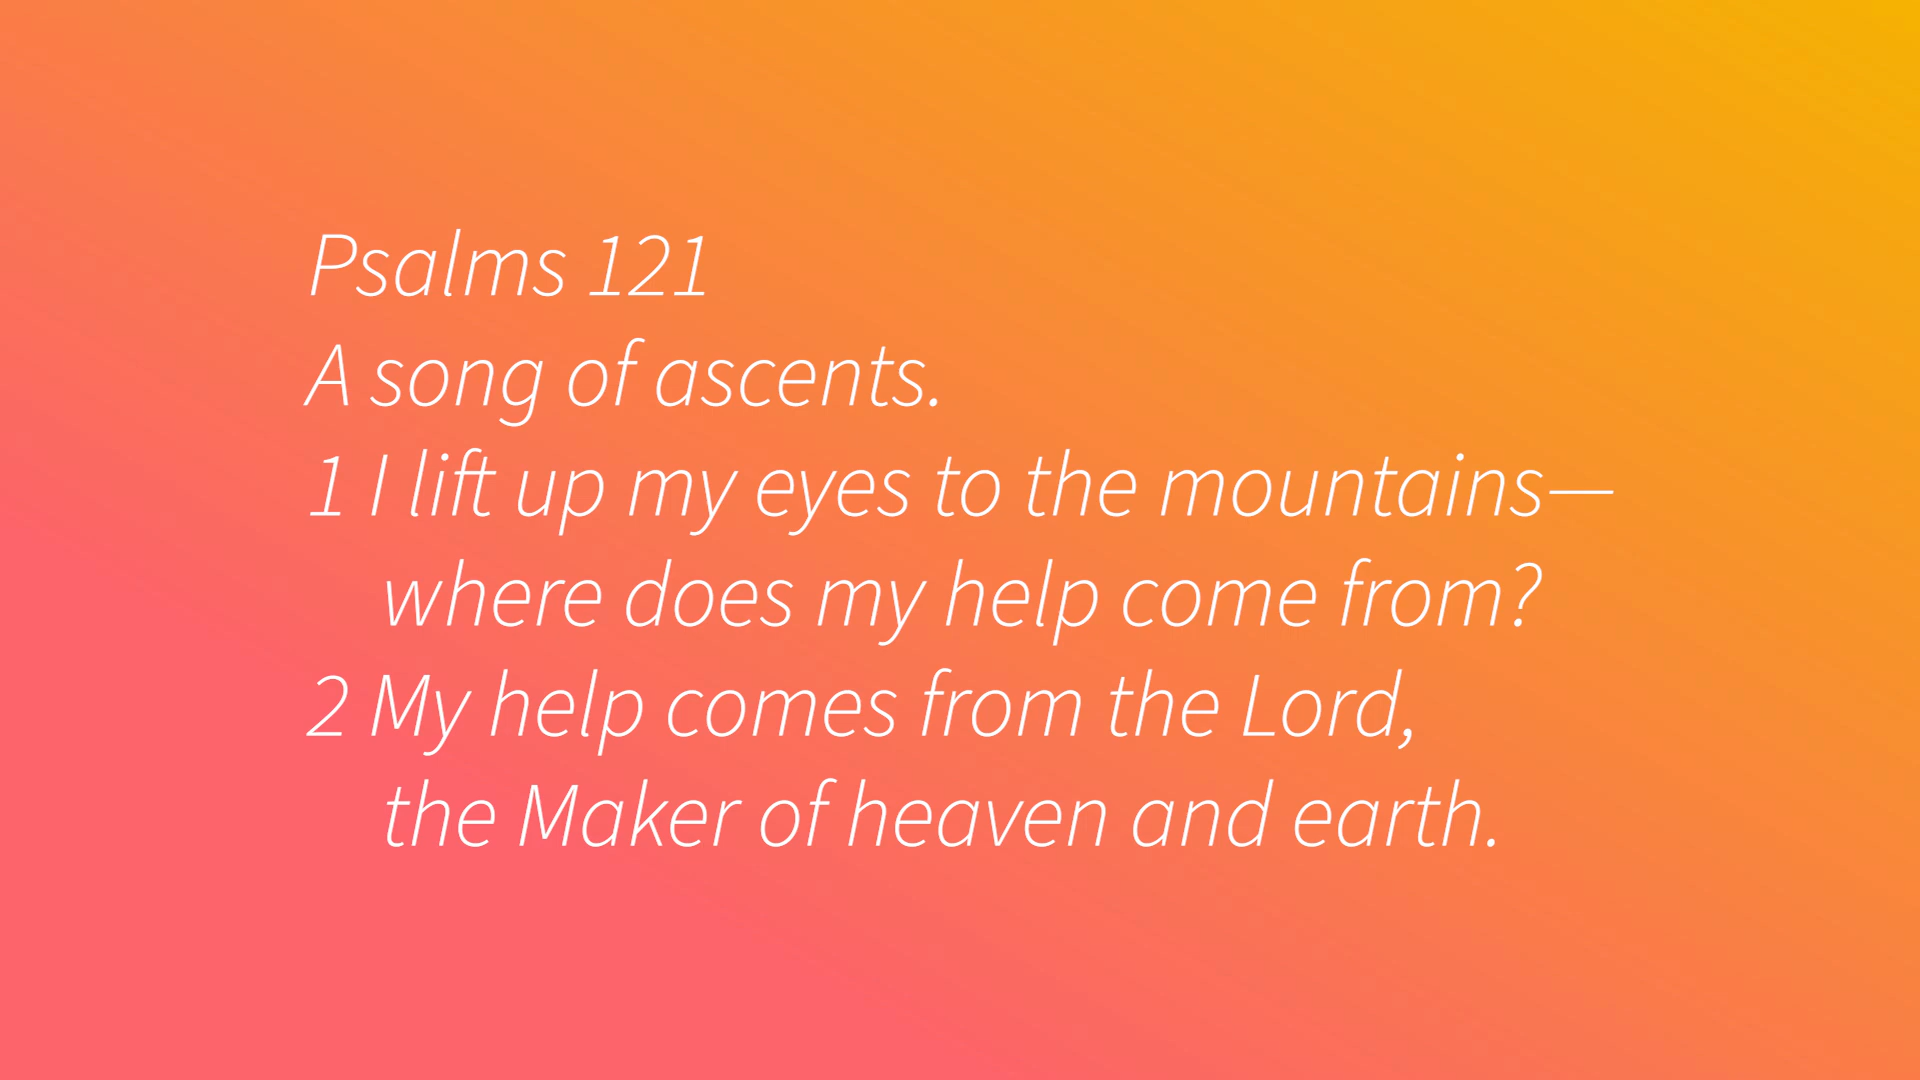 Psalms 121
A song of ascents.
1 I lift up my eyes to the mountains—
where does my help come from?
2 My help comes from the Lord,
the Maker of heaven and earth.